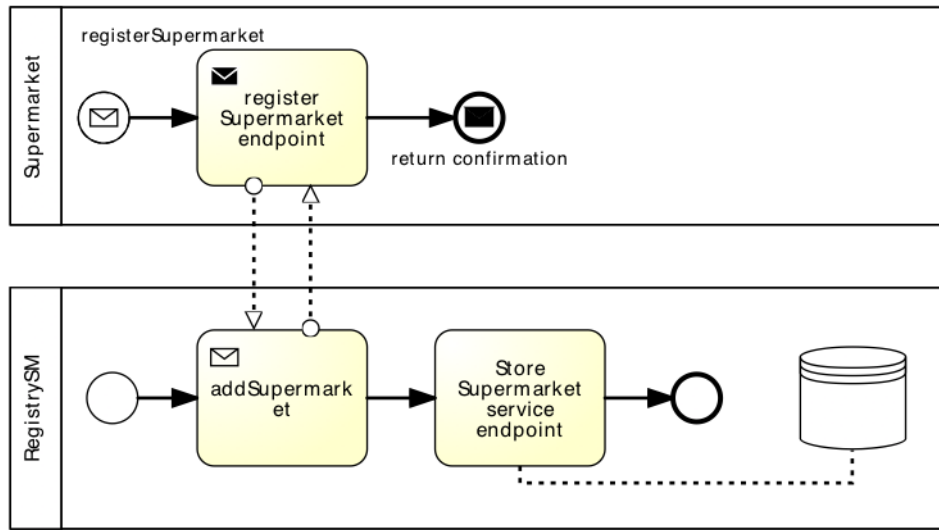 Supermarket
registerSupermarket
register
Supermarket
endpoint
return confirmation
RegistrySM
addSupermark
et
Store
Supermarket
service
endpoint